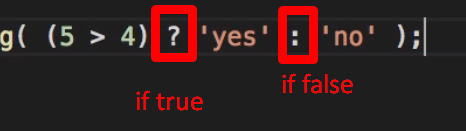 g( (5 > 4) ? 'yes' : 'no' );
if true
if false